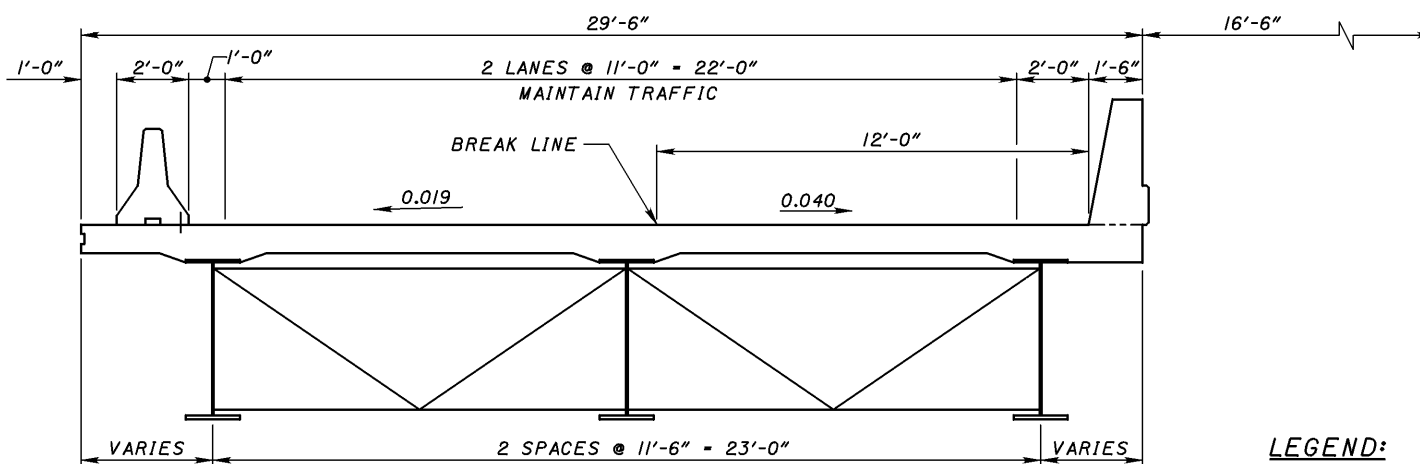 29'-6"
16'-6"
1'-0"
2'-0"
1'-0"
2 LANES @ 11'-0" = 22'-0"
2'-0"
1'-6"
MAINTAIN TRAFFIC
BREAK LINE
12'-0"
0.019
0.040
VARIES
2 SPACES @ 11'-6" = 23'-0"
VARIES
LEGEND: